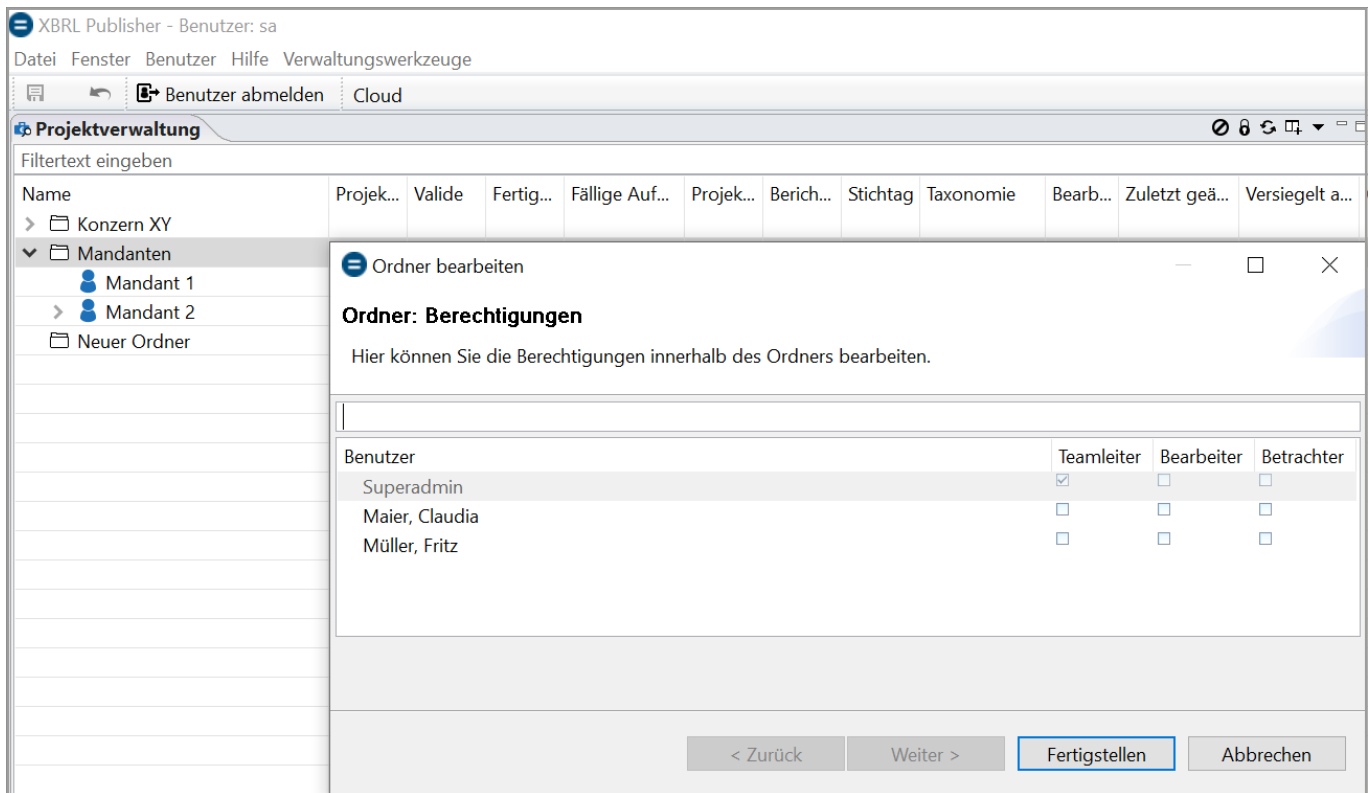 XBRL Publisher - Benutzer: sa
Datei Fenster Benutzer Hilfe Verwaltungswerkzeuge
Benutzer abmelden Cloud
Projektverwaltung
Filtertext eingeben
Name Projek... Valide Fertig... Fällige Auf... Projek... Berich... Stichtag Taxonomie Bearb... Zuletzt geä... Versiegelt a...
Konzern XY
Mandanten
Mandant 1
Mandant 2
Neuer Ordner
Ordner bearbeiten
Ordner: Berechtigungen
Hier können Sie die Berechtigungen innerhalb des Ordners bearbeiten.
Benutzer Teamleiter Bearbeiter Betrachter
Superadmin
Maier, Claudia
Müller, Fritz
< Zurück Weiter > Fertigstellen Abbrechen